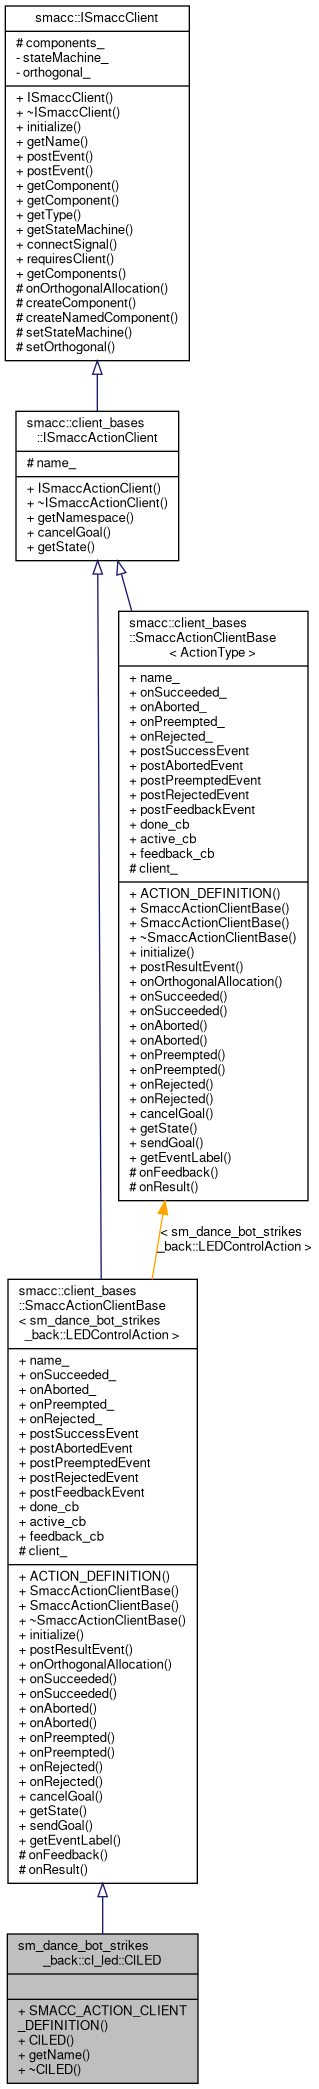 smacc::ISmaccClient
# components_
- stateMachine_
- orthogonal_
+ ISmaccClient()
+ ~ISmaccClient()
+ initialize()
+ getName()
+ postEvent()
+ postEvent()
+ getComponent()
+ getComponent()
+ getType()
+ getStateMachine()
+ connectSignal()
+ requiresClient()
+ getComponents()
# onOrthogonalAllocation()
# createComponent()
# createNamedComponent()
# setStateMachine()
# setOrthogonal()
smacc::client_bases
::ISmaccActionClient
# name_
+ ISmaccActionClient()
+ ~ISmaccActionClient()
+ getNamespace()
+ cancelGoal()
+ getState()
smacc::client_bases
::SmaccActionClientBase
< ActionType >
+ name_
+ onSucceeded_
+ onAborted_
+ onPreempted_
+ onRejected_
+ postSuccessEvent
+ postAbortedEvent
+ postPreemptedEvent
+ postRejectedEvent
+ postFeedbackEvent
+ done_cb
+ active_cb
+ feedback_cb
# client_
+ ACTION_DEFINITION()
+ SmaccActionClientBase()
+ SmaccActionClientBase()
+ ~SmaccActionClientBase()
+ initialize()
+ postResultEvent()
+ onOrthogonalAllocation()
+ onSucceeded()
+ onSucceeded()
+ onAborted()
+ onAborted()
+ onPreempted()
+ onPreempted()
+ onRejected()
+ onRejected()
+ cancelGoal()
+ getState()
+ sendGoal()
+ getEventLabel()
# onFeedback()
# onResult()
< sm_dance_bot_strikes
_back::LEDControlAction >
smacc::client_bases
::SmaccActionClientBase
< sm_dance_bot_strikes
_back::LEDControlAction >
+ name_
+ onSucceeded_
+ onAborted_
+ onPreempted_
+ onRejected_
+ postSuccessEvent
+ postAbortedEvent
+ postPreemptedEvent
+ postRejectedEvent
+ postFeedbackEvent
+ done_cb
+ active_cb
+ feedback_cb
# client_
+ ACTION_DEFINITION()
+ SmaccActionClientBase()
+ SmaccActionClientBase()
+ ~SmaccActionClientBase()
+ initialize()
+ postResultEvent()
+ onOrthogonalAllocation()
+ onSucceeded()
+ onSucceeded()
+ onAborted()
+ onAborted()
+ onPreempted()
+ onPreempted()
+ onRejected()
+ onRejected()
+ cancelGoal()
+ getState()
+ sendGoal()
+ getEventLabel()
# onFeedback()
# onResult()
sm_dance_bot_strikes
_back::cl_led::ClLED
+ SMACC_ACTION_CLIENT
_DEFINITION()
+ ClLED()
+ getName()
+ ~ClLED()